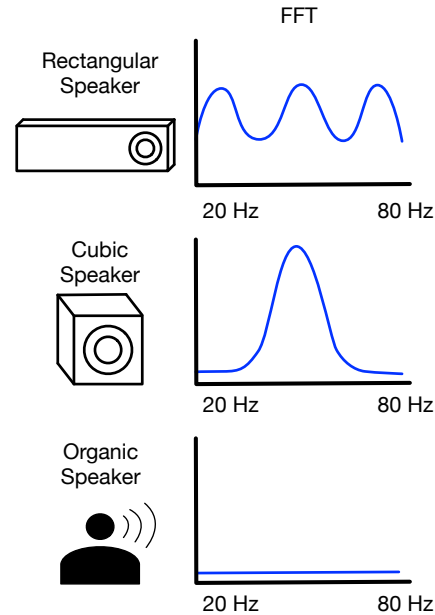 FFT
Rectangular
Speaker
20 Hz 80 Hz
Cubic
Speaker
20 Hz 80 Hz
Organic
Speaker
20 Hz 80 Hz